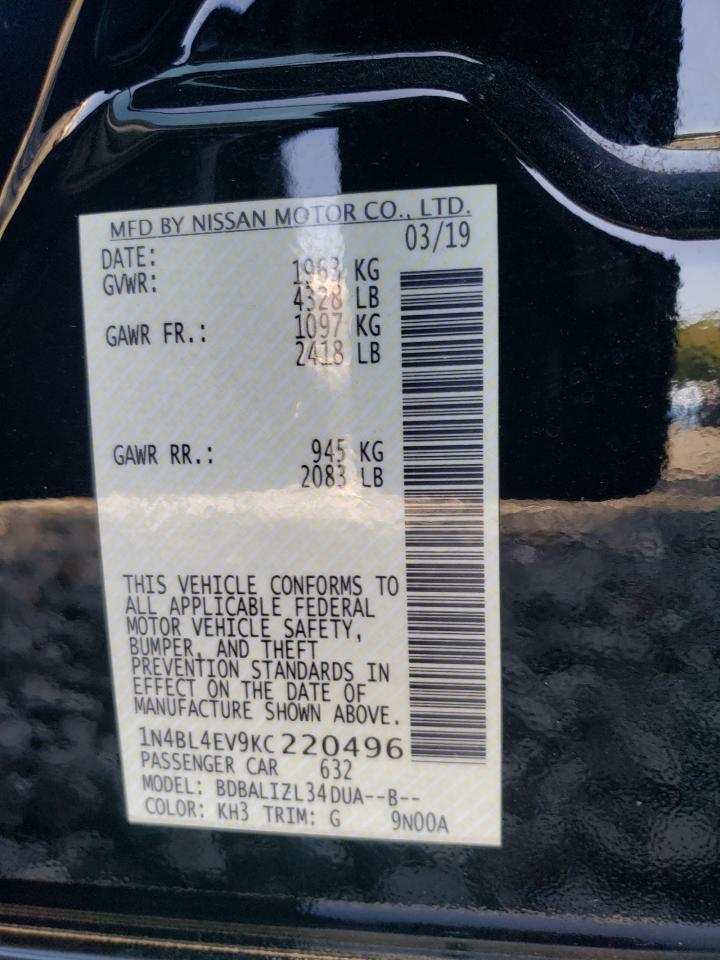 MFD BY NISSAN MOTOR CO., LTD.
DATE: 03/19
GVWR: 1963 KG
4328 LB
GAWR FR.: 1097 KG
2418 LB
GAWR RR.: 945 KG
2083 LB
THIS VEHICLE CONFORMS TO
ALL APPLICABLE FEDERAL
MOTOR VEHICLE SAFETY,
BUMPER, AND THEFT
PREVENTION STANDARDS IN
EFFECT ON THE DATE OF
MANUFACTURE SHOWN ABOVE.
1N4BL4EV9KC220496
PASSENGER CAR 632
MODEL: BDBALIZL34DUA--B--
COLOR: KH3 TRIM: G 9N00A